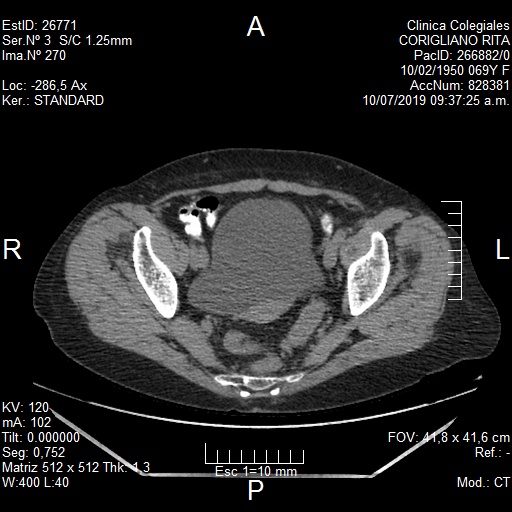 EstID: 26771
Ser.Nº 3 S/C 1.25mm
Ima.Nº 270
Loc: -286,5 Ax
Ker.: STANDARD
A
Clinica Colegiales
CORIGLIANO RITA
PacID: 266882/0
10/02/1950 069Y F
AccNum: 828381
10/07/2019 09:37:25 a.m.
R
L
KV: 120
mA: 102
Tilt: 0.000000
Seg: 0,752
Matriz 512 x 512 Thk: 1.3
W:400 L:40
Esc 1=10 mm
P
FOV: 41,8 x 41,6 cm
Ref.: -
Mod.: CT